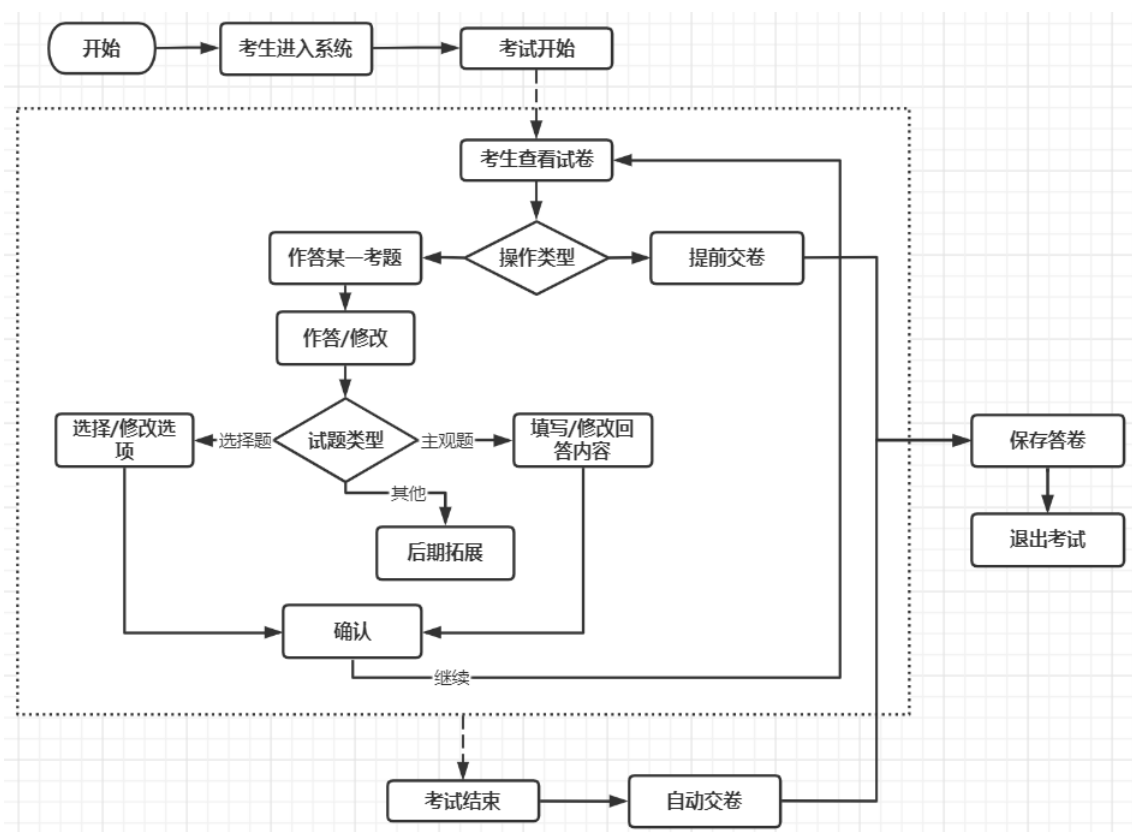 开始
考生进入系统
考试开始
考生查看试卷
作答某一考题
操作类型
提前交卷
作答/修改
选择/修改选
项
选择题
试题类型
主观题
填写/修改回
答内容
其他
后期拓展
保存答卷
退出考试
确认
继续
考试结束
自动交卷